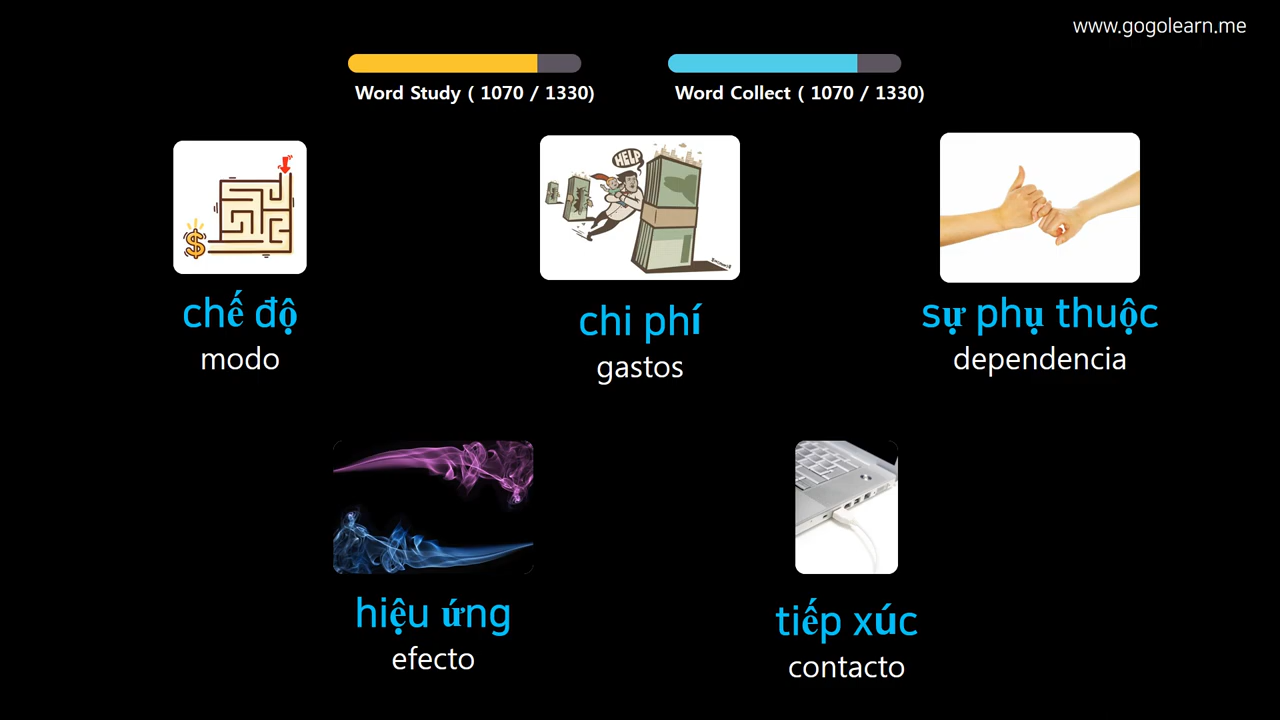 www.gogolearn.me
Word Study ( 1070 / 1330)
Word Collect ( 1070 / 1330)
HELP
chế độ
modo
chi phí
gastos
sự phụ thuộc
dependencia
hiệu ứng
efecto
tiếp xúc
contacto